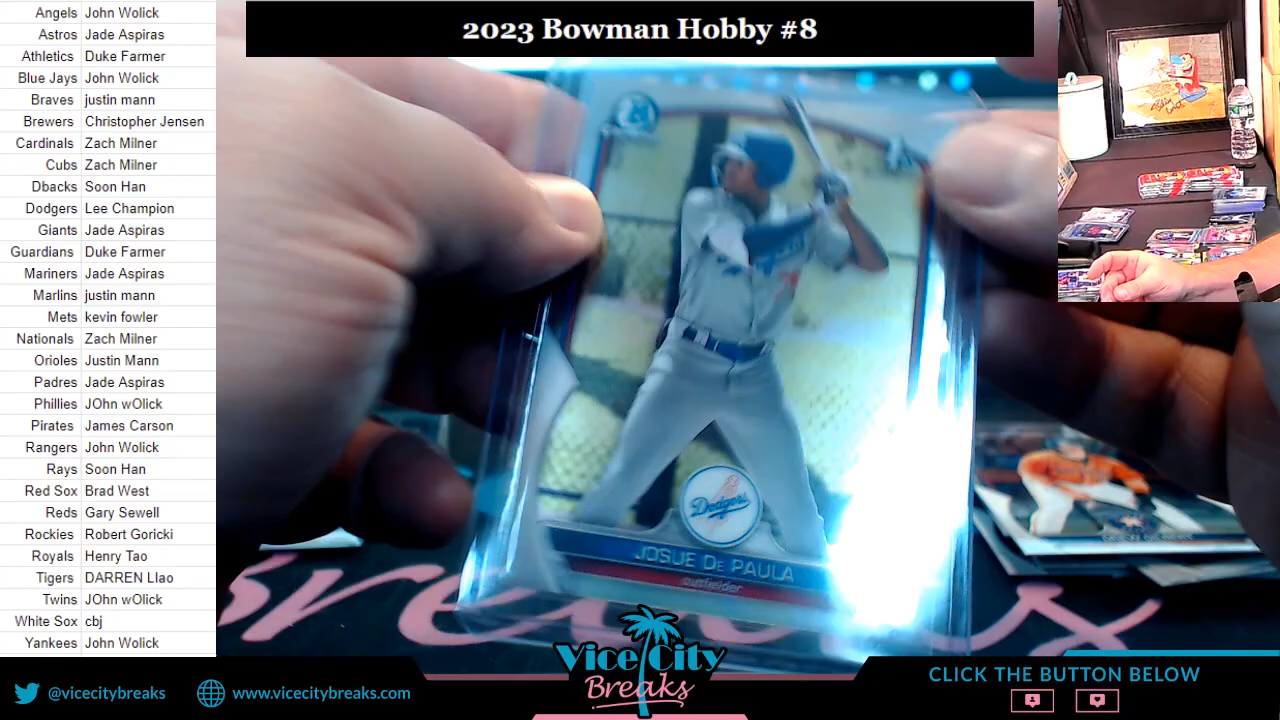 2023 Bowman Hobby #8
Angels John Wolick
Astros Jade Aspiras
Athletics Duke Farmer
Blue Jays John Wolick
Braves justin mann
Brewers Christopher Jensen
Cardinals Zach Milner
Cubs Zach Milner
Dbacks Soon Han
Dodgers Lee Champion
Giants Jade Aspiras
Guardians Duke Farmer
Mariners Jade Aspiras
Marlins justin mann
Mets kevin fowler
Nationals Zach Milner
Orioles Justin Mann
Padres Jade Aspiras
Phillies JOhn wOlick
Pirates James Carson
Rangers John Wolick
Rays Soon Han
Red Sox Brad West
Reds Gary Sewell
Rockies Robert Goricki
Royals Henry Tao
Tigers DARREN LIao
Twins JOhn wOlick
White Sox cbj
Yankees John Wolick
Dodgers
JOSUE DE PAULA
outfielder
Vice City
Breaks
@vicecitybreaks
www.vicecitybreaks.com
CLICK THE BUTTON BELOW